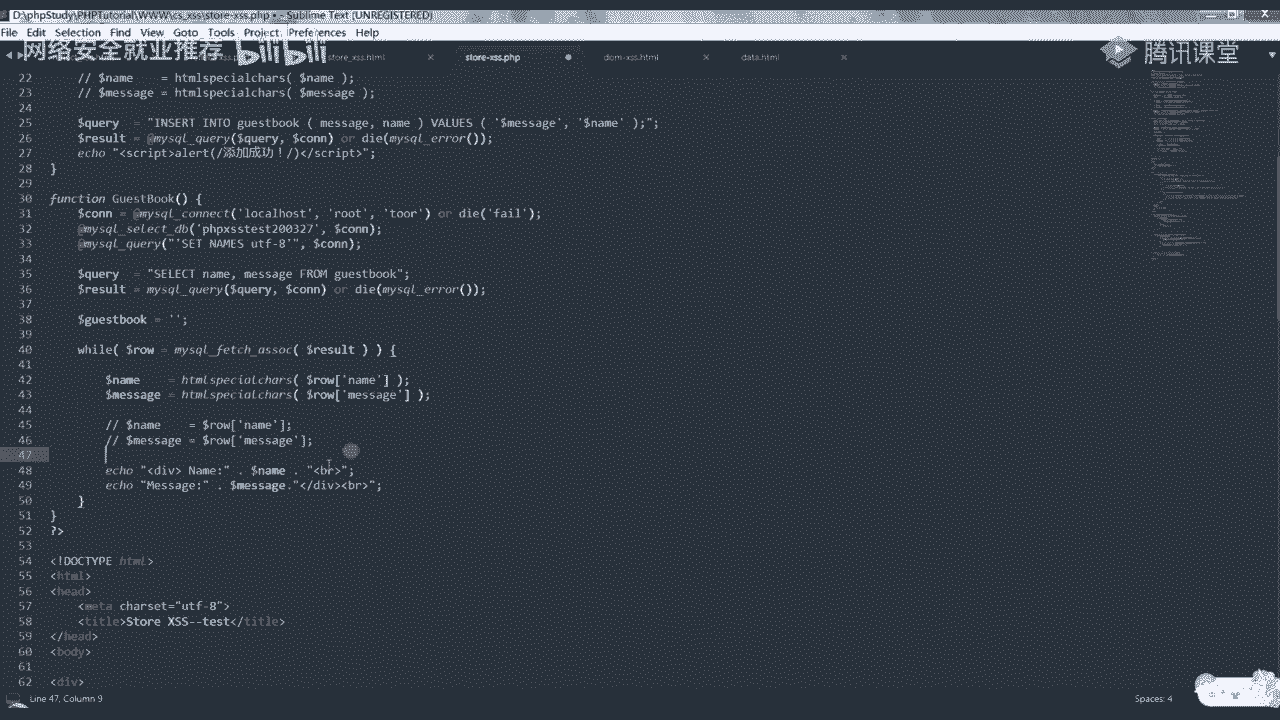 D:\phpStudy\PHPTutorial\WWW\cs_xss\store-xss.php • - Sublime Text (UNREGISTERED)
File Edit Selection Find View Goto Tools Project Preferences Help
网络安全就业推荐 bilibili
腾讯课堂
store_xss.html store-xss.php dom-xss.html data.html
22 // $name = htmlspecialchars( $name );
23 // $message = htmlspecialchars( $message );
24
25 $query = "INSERT INTO guestbook ( message, name ) VALUES ( '$message', '$name' );";
26 $result = @mysql_query($query, $conn) or die(mysql_error());
27 echo "<script>alert(/添加成功！/)</script>";
28 }
29
30 function GuestBook() {
31 $conn = @mysql_connect('localhost', 'root', 'toor') or die('fail');
32 @mysql_select_db('phpxsstest200327', $conn);
33 @mysql_query("'SET NAMES utf-8'", $conn);
34
35 $query = "SELECT name, message FROM guestbook";
36 $result = mysql_query($query, $conn) or die(mysql_error());
37
38 $guestbook = '';
39
40 while( $row = mysql_fetch_assoc( $result ) ) {
41
42 $name = htmlspecialchars( $row['name'] );
43 $message = htmlspecialchars( $row['message'] );
44
45 // $name = $row['name'];
46 // $message = $row['message'];
47
48 echo "<div> Name:" . $name . "<br>";
49 echo "Message:" . $message."</div><br>";
50 }
51 }
52 ?>
53
54 <!DOCTYPE html>
55 <html>
56 <head>
57 <meta charset="utf-8">
58 <title>Store XSS--test</title>
59 </head>
60 <body>
61
62 <div>
Line 47, Column 9
Spaces: 4